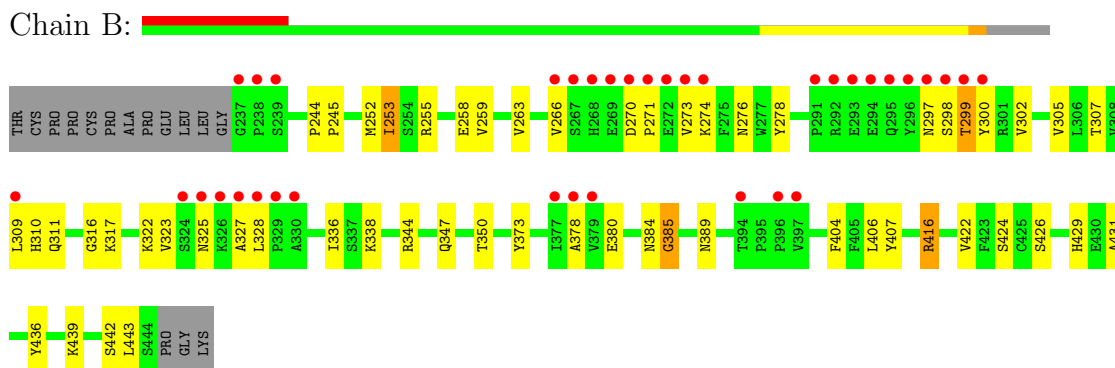 Chain B:
THR CYS PRO PRO CYS PRO ALA PRO GLU LEU LEU GLY G237 P238 S239 P244 P245 M252 I253 S254 R255 E258 V259 V263 V266 S267 H268 E269 D270 P271 E272 V273 K274 F275 N276 W277 Y278 P291 R292 E293 E294 Q295 Y296 N297 S298 T299 Y300 R301 V302 V305 L306 T307 V308
L309 H310 Q311 G316 K317 K322 V323 S324 N325 K326 A327 L328 P329 A330 I336 S337 K338 R344 Q347 T350 Y373 I377 A378 V379 E380 N384 G385 N389 T394 P395 P396 V397 F404 F405 L406 Y407 R416 V422 F423 S424 C425 S426 H429 E430 A431
Y436 K439 S442 L443 S444 PRO GLY LYS